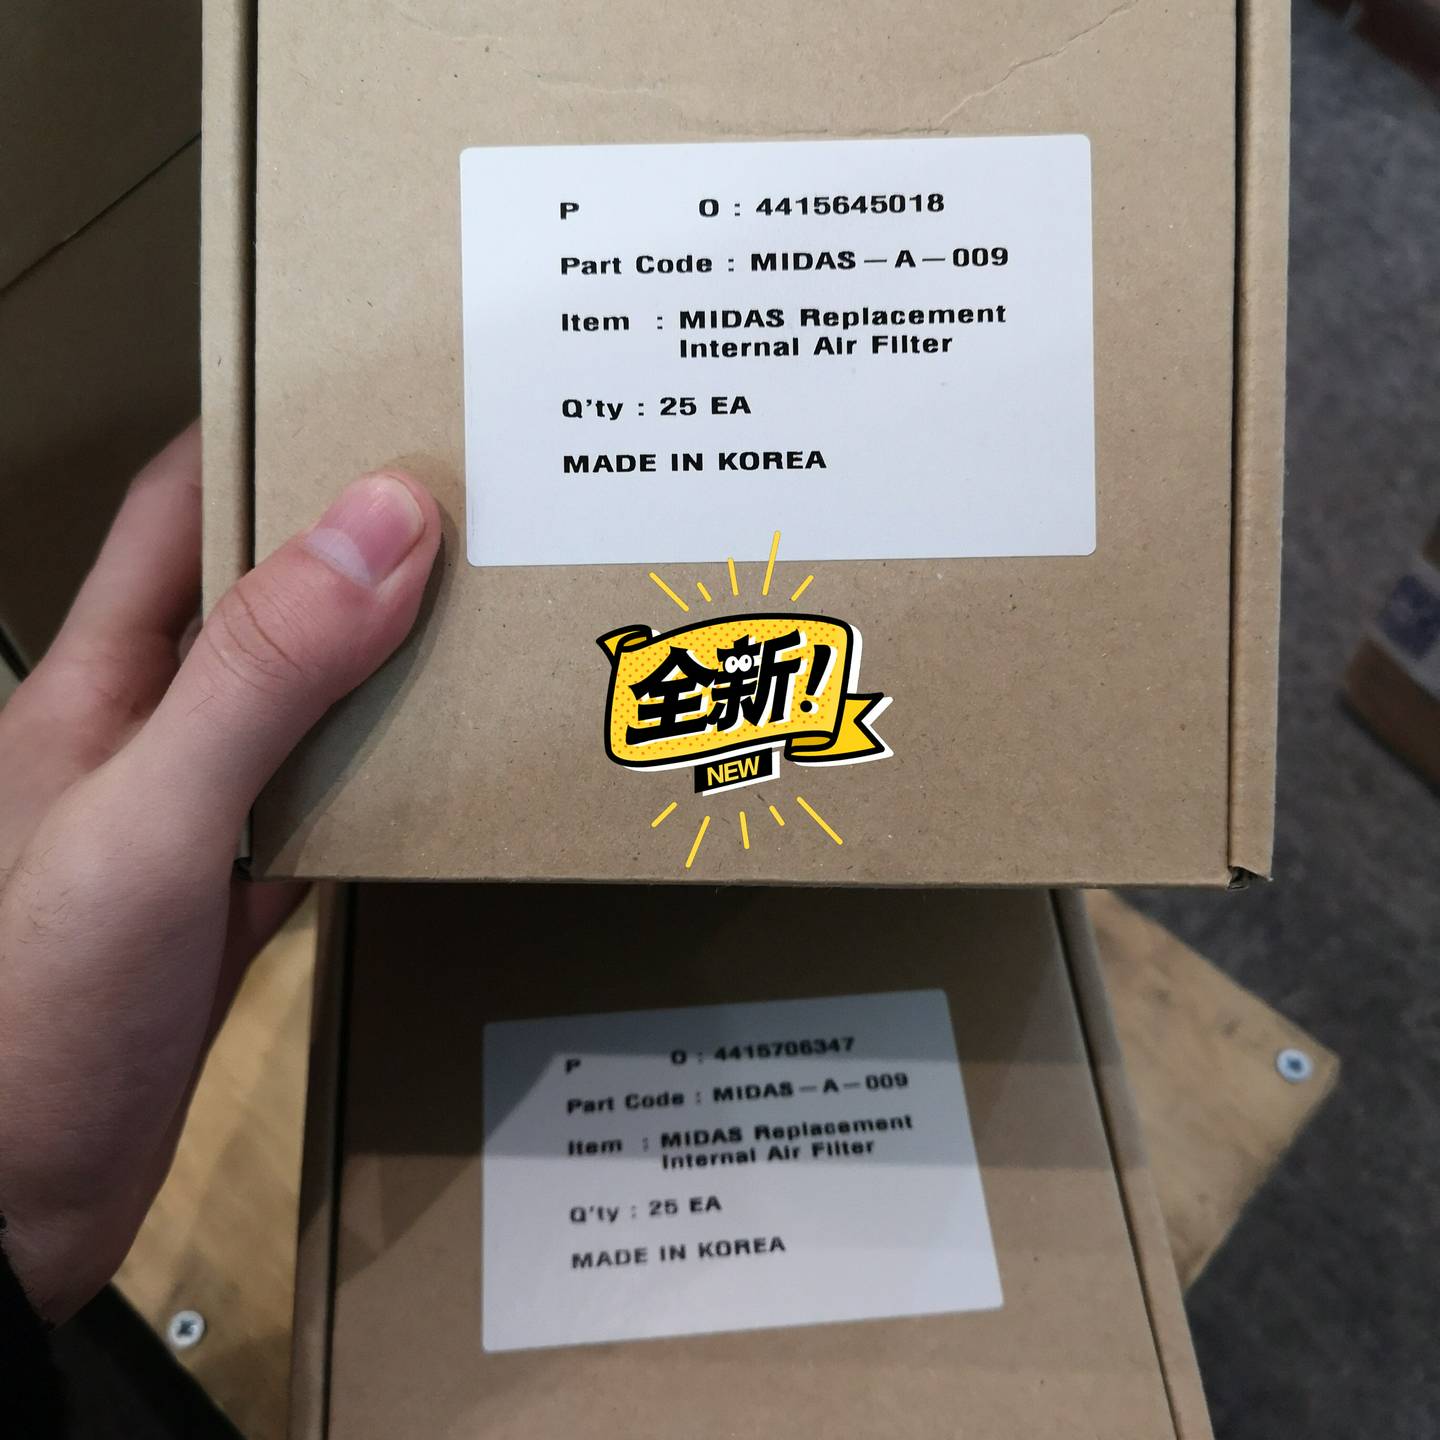 P O : 4415645018
Part Code : MIDAS — A — 009
Item : MIDAS Replacement
Internal Air Filter
Q'ty : 25 EA
MADE IN KOREA
全新!
NEW
P O : 4415706347
Part Code : MIDAS — A — 009
Item : MIDAS Replacement
Internal Air Filter
Q'ty : 25 EA
MADE IN KOREA